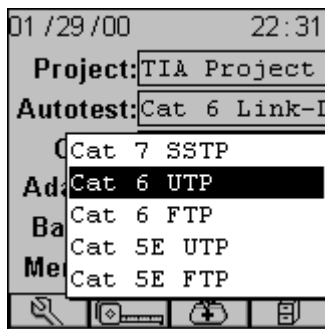 01/29/00 22:31
Project: TIA Project
Autotest: Cat 6 Link-
Cat 7 SSTP
Cat 6 UTP
Cat 6 FTP
Cat 5E UTP
Cat 5E FTP